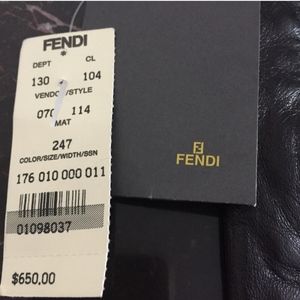 FENDI
*
DEPT CL
130 104
VENDOR/STYLE
070 114
MAT
247
COLOR/SIZE/WIDTH/SSN
176 010 000 011
01098037
$650.00
FENDI